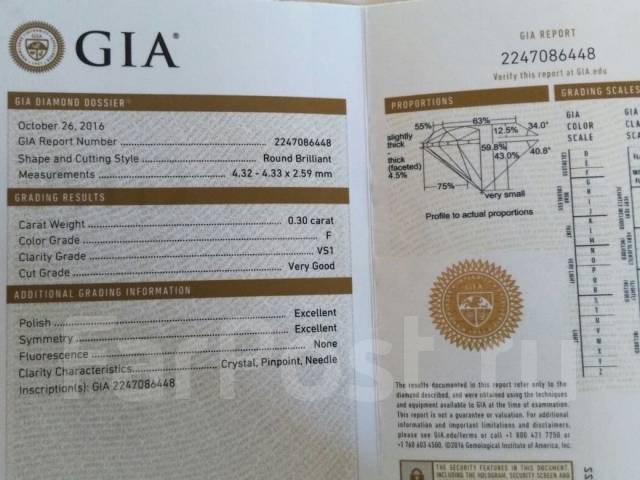 GIA®
GIA DIAMOND DOSSIER®
October 26, 2016
GIA Report Number 2247086448
Shape and Cutting Style Round Brilliant
Measurements 4.32 - 4.33 x 2.59 mm
GRADING RESULTS
Carat Weight 0.30 carat
Color Grade F
Clarity Grade VS1
Cut Grade Very Good
ADDITIONAL GRADING INFORMATION
Polish Excellent
Symmetry Excellent
Fluorescence None
Clarity Characteristics Crystal, Pinpoint, Needle
Inscription(s): GIA 2247086448
GIA REPORT
2247086448
Verify this report at GIA.edu
PROPORTIONS
55%
63%
12.5%
34.0°
slightly
thick
-
thick
(faceted)
4.5%
59.8%
43.0%
40.8°
75%
very small
Profile to actual proportions
GIA
The results documented in this report refer only to the
diamond described, and were obtained using the techniques
and equipment available to GIA at the time of examination.
This report is not a guarantee or valuation. For additional
information and important limitations and disclaimers,
please see GIA.edu/terms or call +1 800 421 7250 or
+1 760 603 4500. ©2016 Gemological Institute of America, Inc.
THE SECURITY FEATURES IN THIS DOCUMENT,
INCLUDING THE HOLOGRAM, SECURITY SCREEN AND
GRADING SCALES
GIA
COLOR
SCALE
GIA
CLA
SCA
COLORLESS
D
E
F
G
H
I
J
K
L
M
N
O
P
R
S
T
U
V
W
X
Y
Z
FarPost.ru